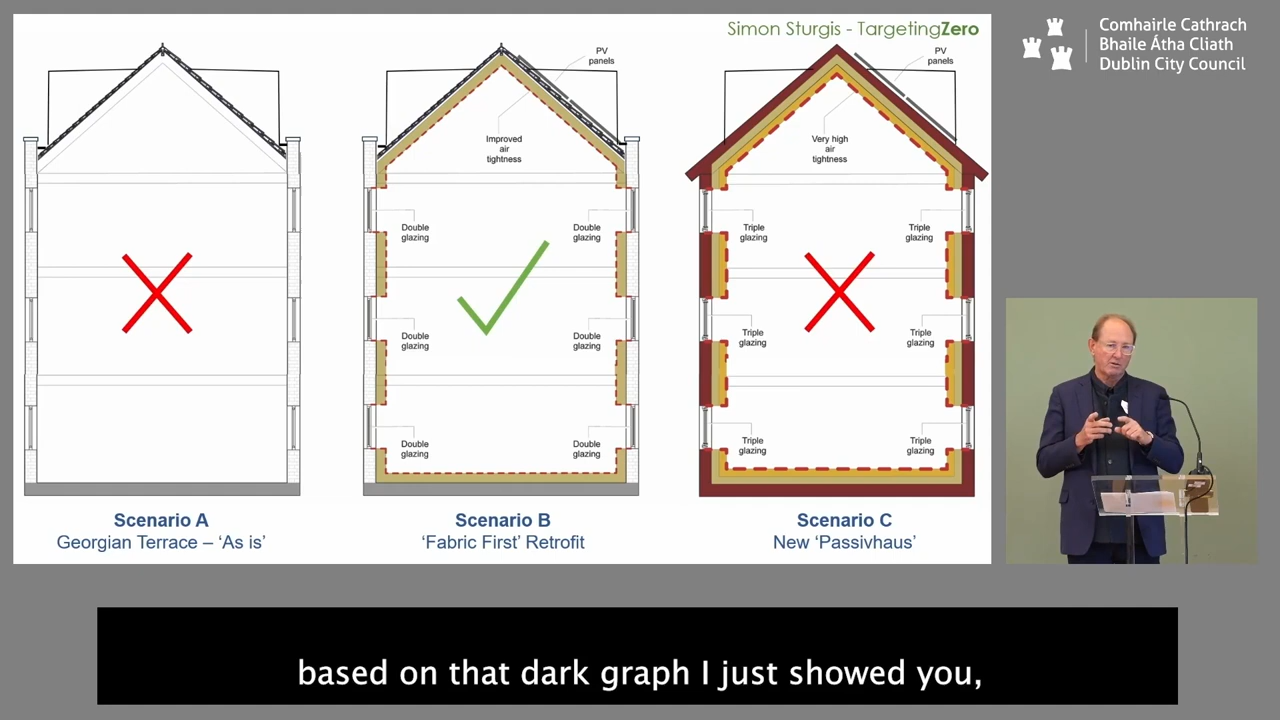 Simon Sturgis - TargetingZero
Comhairle Cathrach
Bhaile Átha Cliath
Dublin City Council
PV
panels
PV
panels
Improved
air
tightness
Very high
air
tightness
Double
glazing
Double
glazing
Triple
glazing
Triple
glazing
Double
glazing
Double
glazing
Triple
glazing
Triple
glazing
Double
glazing
Double
glazing
Triple
glazing
Triple
glazing
Scenario A
Georgian Terrace – ‘As is’
Scenario B
‘Fabric First’ Retrofit
Scenario C
New ‘Passivhaus’
based on that dark graph I just showed you,